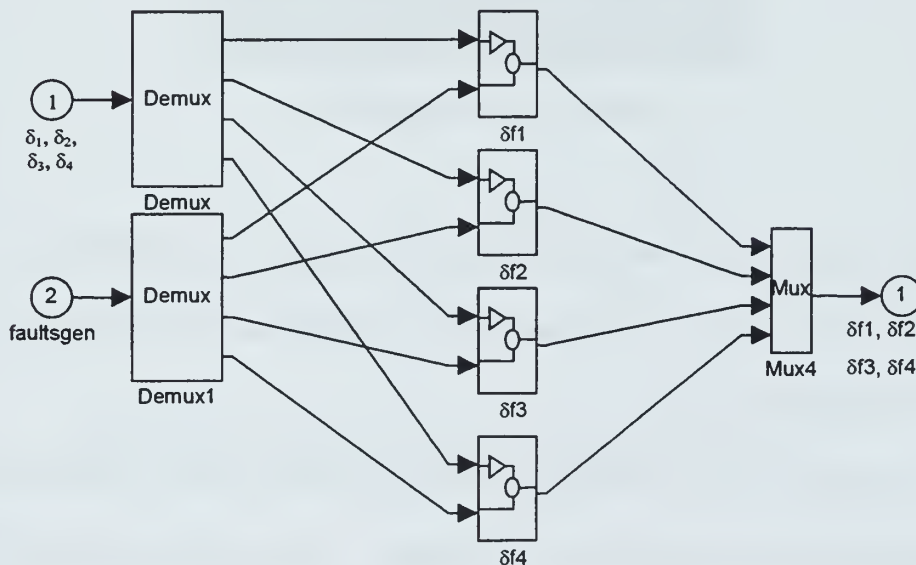 1
δ₁, δ₂,
δ₃, δ₄
Demux
Demux
2
faultsgen
Demux
Demux1
δf1
δf2
δf3
δf4
Mux
Mux4
1
δf1, δf2
δf3, δf4